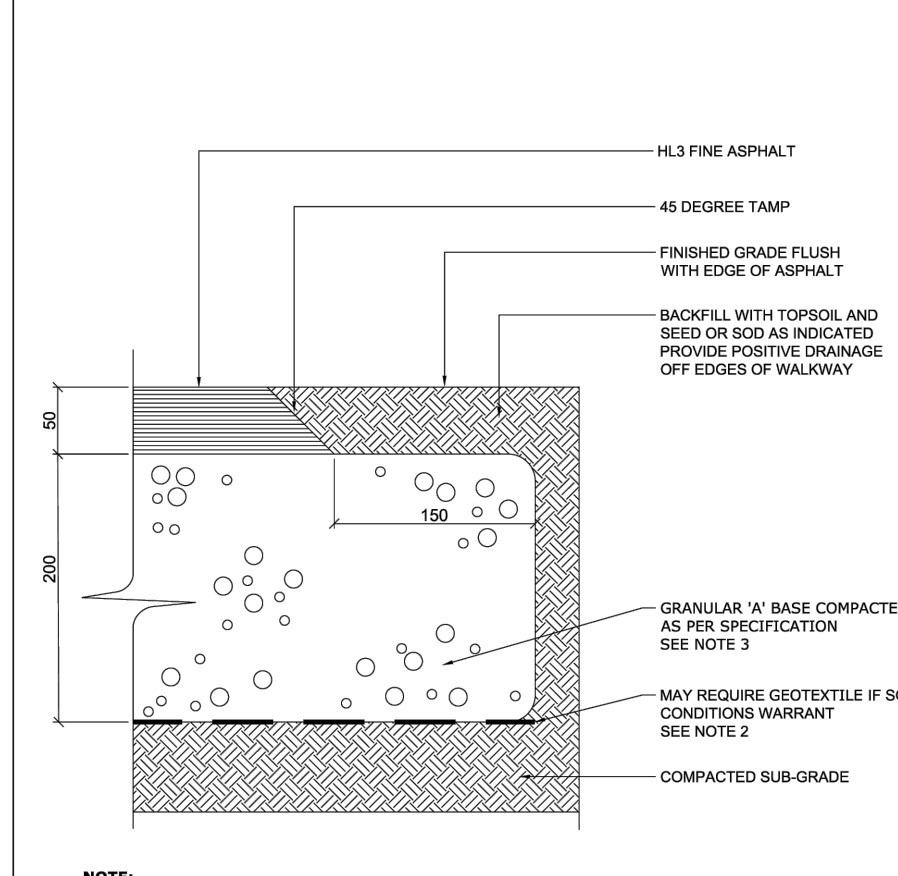 HL3 FINE ASPHALT
45 DEGREE TAMP
FINISHED GRADE FLUSH
WITH EDGE OF ASPHALT
BACKFILL WITH TOPSOIL AND
SEED OR SOD AS INDICATED
PROVIDE POSITIVE DRAINAGE
OFF EDGES OF WALKWAY
50
150
200
GRANULAR 'A' BASE COMPACTE
AS PER SPECIFICATION
SEE NOTE 3
MAY REQUIRE GEOTEXTILE IF
CONDITIONS WARRANT
SEE NOTE 2
COMPACTED SUB-GRADE
NOTE: